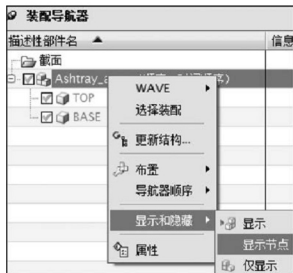 装配导航器
描述性部件名
信息
截面
Ashtray_a
TOP
BASE
WAVE
选择装配
更新结构...
布置
导航器顺序
显示和隐藏
属性
显示
显示节点
仅显示